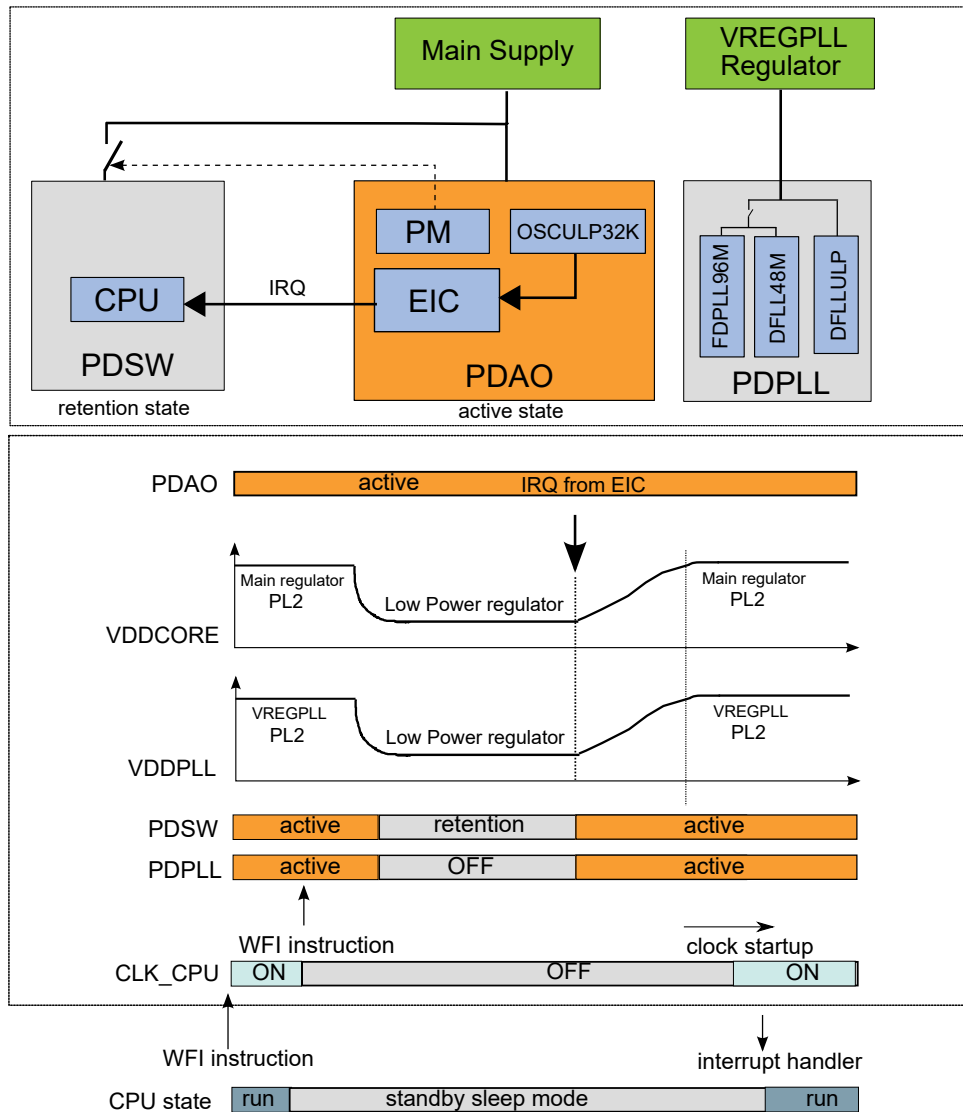 Main Supply
VREGPLL
Regulator
PM
OSCULP32K
CPU
IRQ
EIC
FDPLL96M
DFLL48M
DFLLULP
PDSW
PDAO
PDPLL
retention state
active state
PDAO
active
IRQ from EIC
Main regulator
PL2
Low Power regulator
Main regulator
PL2
VDDCORE
VREGPLL
PL2
Low Power regulator
VREGPLL
PL2
VDDPLL
PDSW
active
retention
active
PDPLL
active
OFF
active
WFI instruction
clock startup
CLK_CPU
ON
OFF
ON
WFI instruction
interrupt handler
CPU state
run
standby sleep mode
run